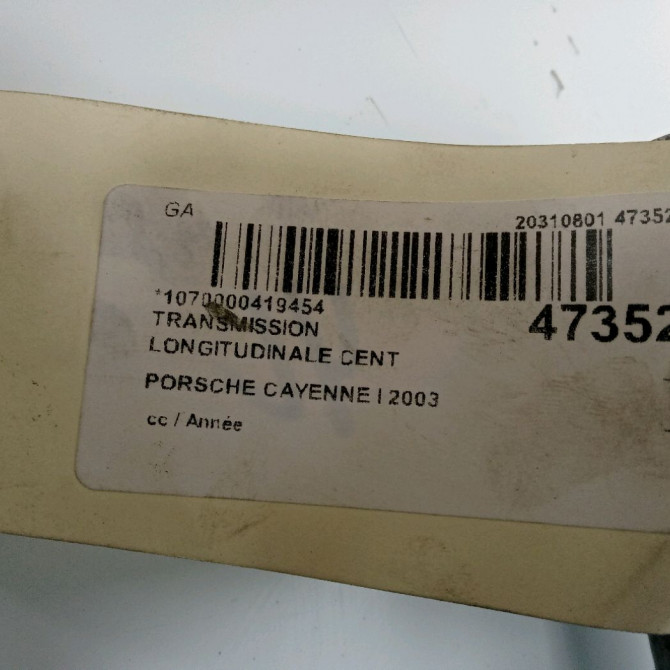 GA
20310801 47352
*1070000419454
47352
TRANSMISSION
LONGITUDINALE CENT
PORSCHE CAYENNE I 2003
cc / Année